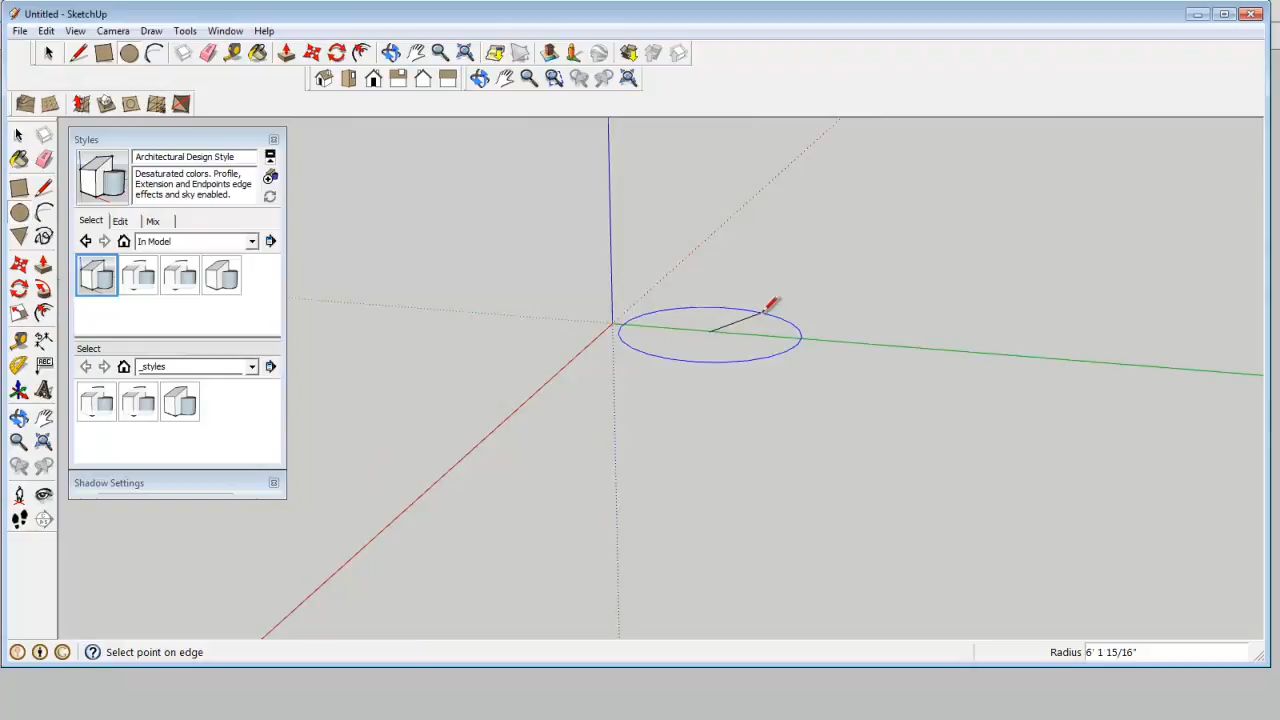 Untitled - SketchUp
File Edit View Camera Draw Tools Window Help
Styles
Architectural Design Style
Desaturated colors. Profile,
Extension and Endpoints edge
effects and sky enabled.
Select Edit Mix
In Model
Select
_styles
ABC
Shadow Settings
Select point on edge
Radius 6' 1 15/16"